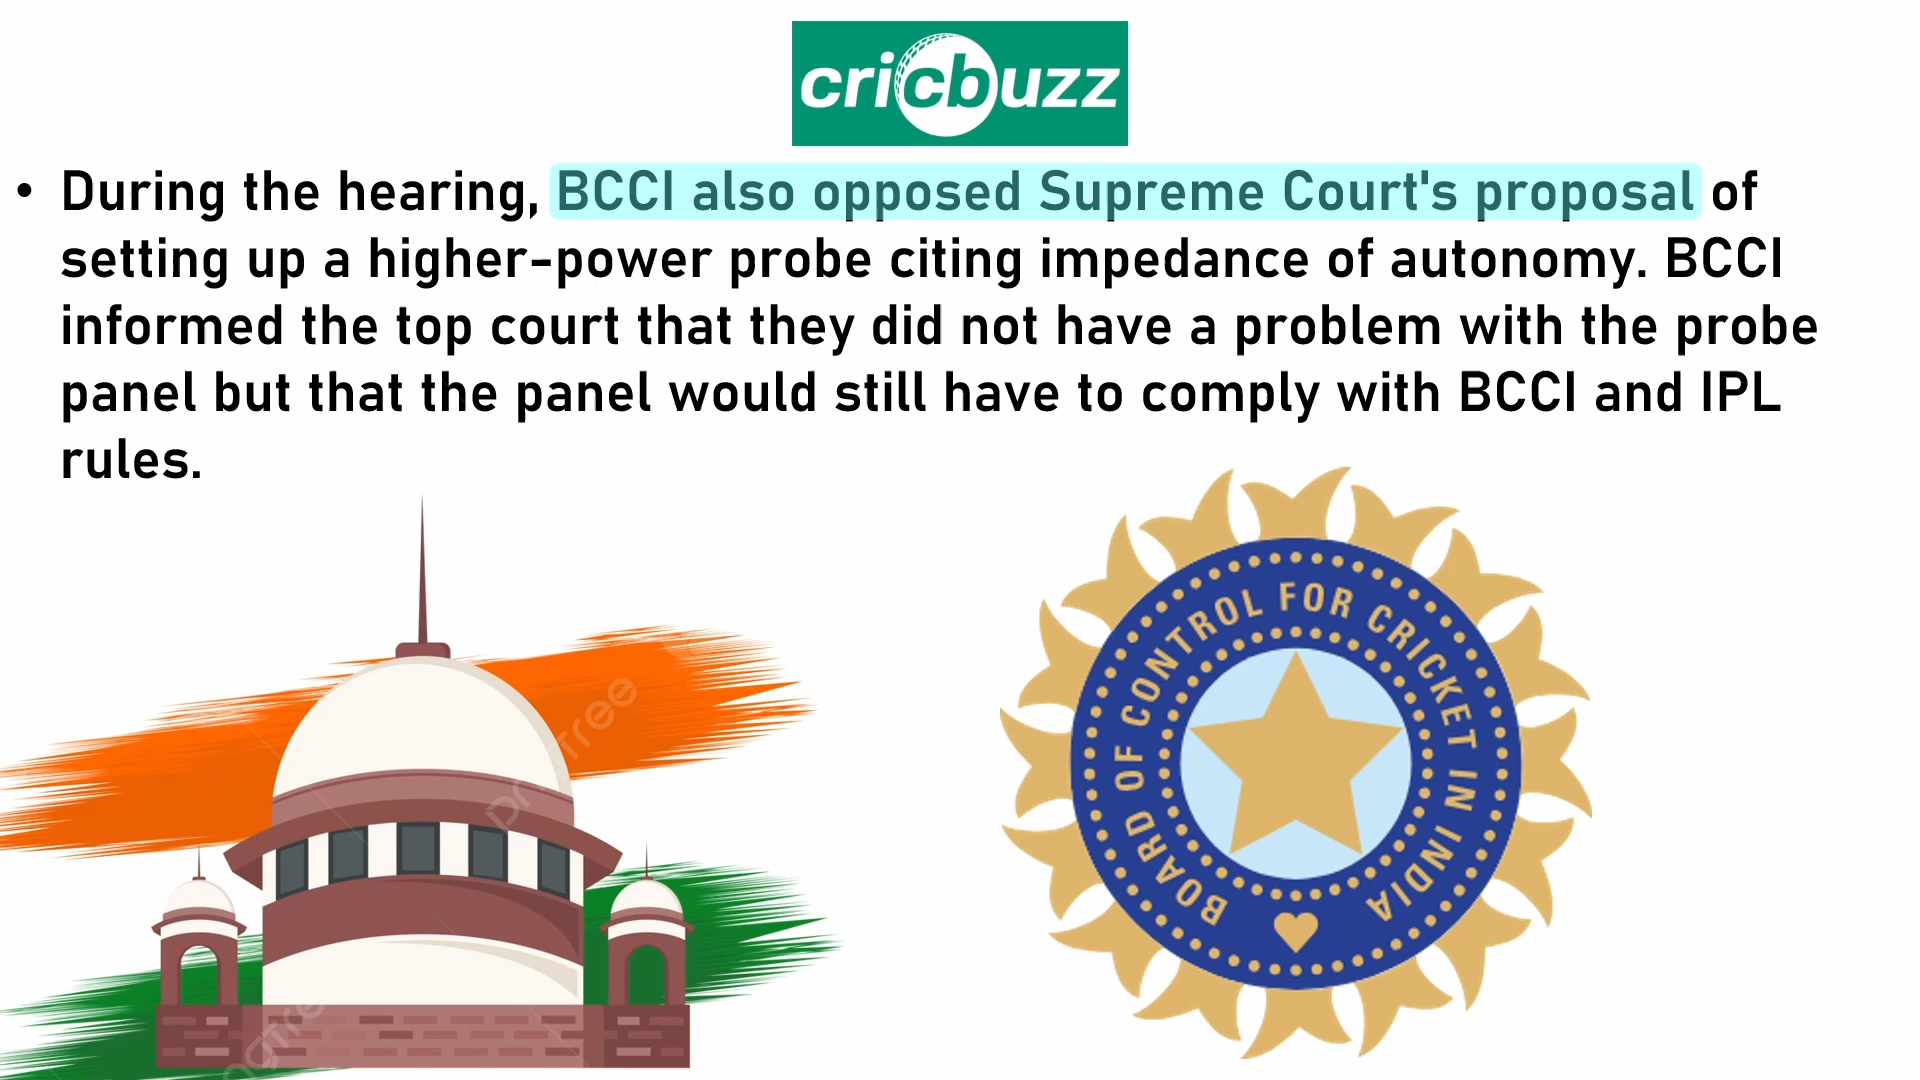 cricbuzz
• During the hearing, BCCI also opposed Supreme Court's proposal of
setting up a higher-power probe citing impedance of autonomy. BCCI
informed the top court that they did not have a problem with the probe
panel but that the panel would still have to comply with BCCI and IPL
rules.
BOARD OF CONTROL FOR CRICKET IN INDIA